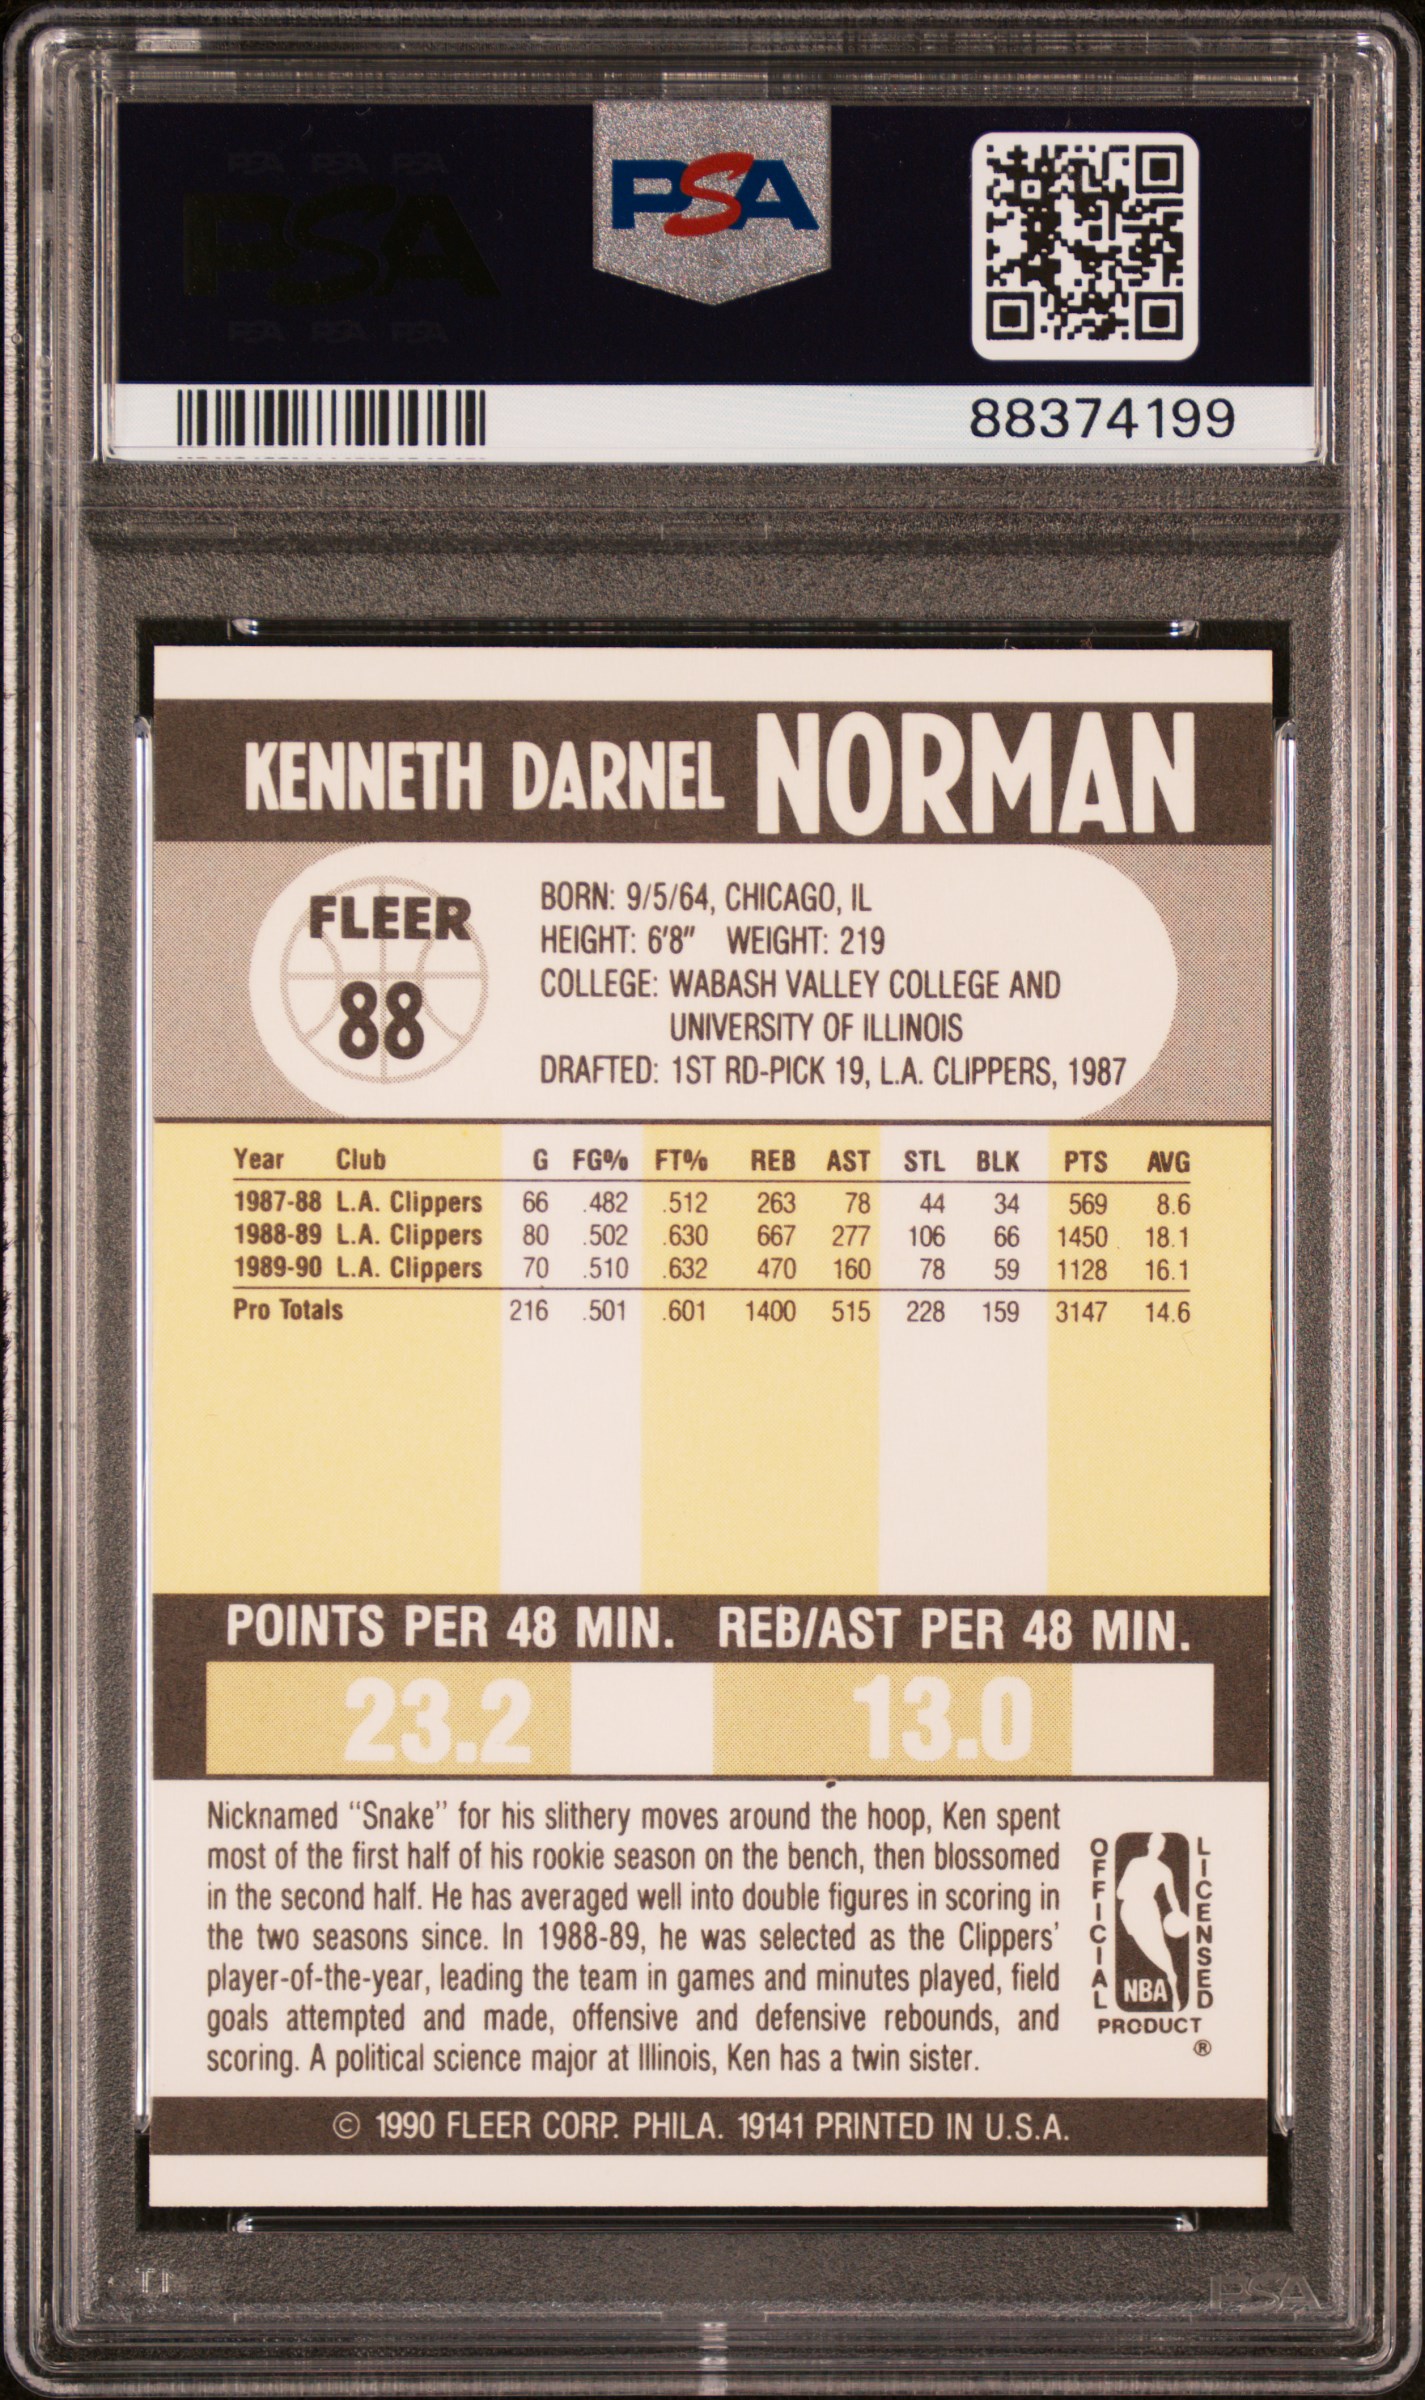 PSA PSA PSA
PSA
PSA PSA PSA
PSA
88374199
KENNETH DARNEL NORMAN
FLEER
88
BORN: 9/5/64, CHICAGO, IL
HEIGHT: 6'8" WEIGHT: 219
COLLEGE: WABASH VALLEY COLLEGE AND
UNIVERSITY OF ILLINOIS
DRAFTED: 1ST RD-PICK 19, L.A. CLIPPERS, 1987
Year Club G FG% FT% REB AST STL BLK PTS AVG
1987-88 L.A. Clippers 66 .482 .512 263 78 44 34 569 8.6
1988-89 L.A. Clippers 80 .502 .630 667 277 106 66 1450 18.1
1989-90 L.A. Clippers 70 .510 .632 470 160 78 59 1128 16.1
Pro Totals 216 .501 .601 1400 515 228 159 3147 14.6
POINTS PER 48 MIN. REB/AST PER 48 MIN.
23.2 13.0
Nicknamed "Snake" for his slithery moves around the hoop, Ken spent
most of the first half of his rookie season on the bench, then blossomed
in the second half. He has averaged well into double figures in scoring in
the two seasons since. In 1988-89, he was selected as the Clippers'
player-of-the-year, leading the team in games and minutes played, field
goals attempted and made, offensive and defensive rebounds, and
scoring. A political science major at Illinois, Ken has a twin sister.
OFFICIAL
LICENSED
NBA
PRODUCT
®
© 1990 FLEER CORP. PHILA. 19141 PRINTED IN U.S.A.
PSA